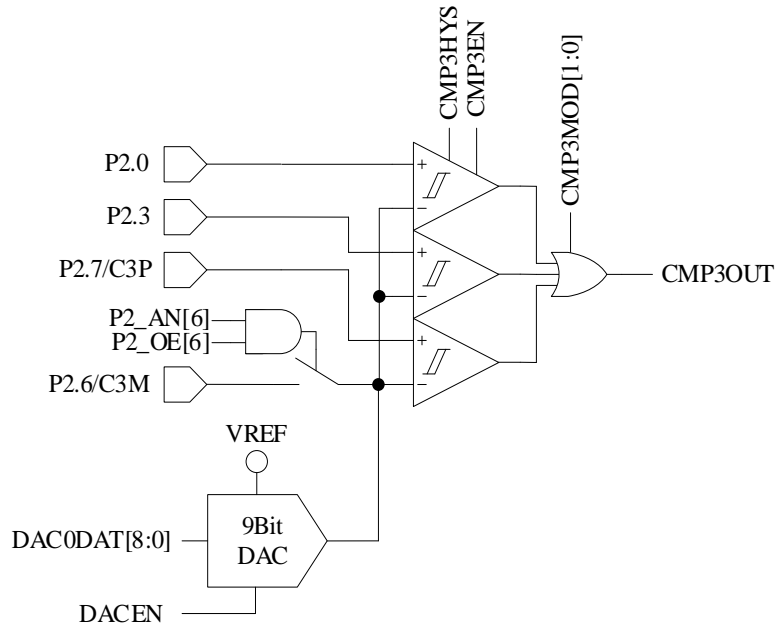 CMP3HYS
CMP3EN
CMP3MOD[1:0]
P2.0
+
−
P2.3
+
−
P2.7/C3P
+
−
CMP3OUT
P2_AN[6]
P2_OE[6]
P2.6/C3M
VREF
DAC0DAT[8:0]
9Bit
DAC
DACEN